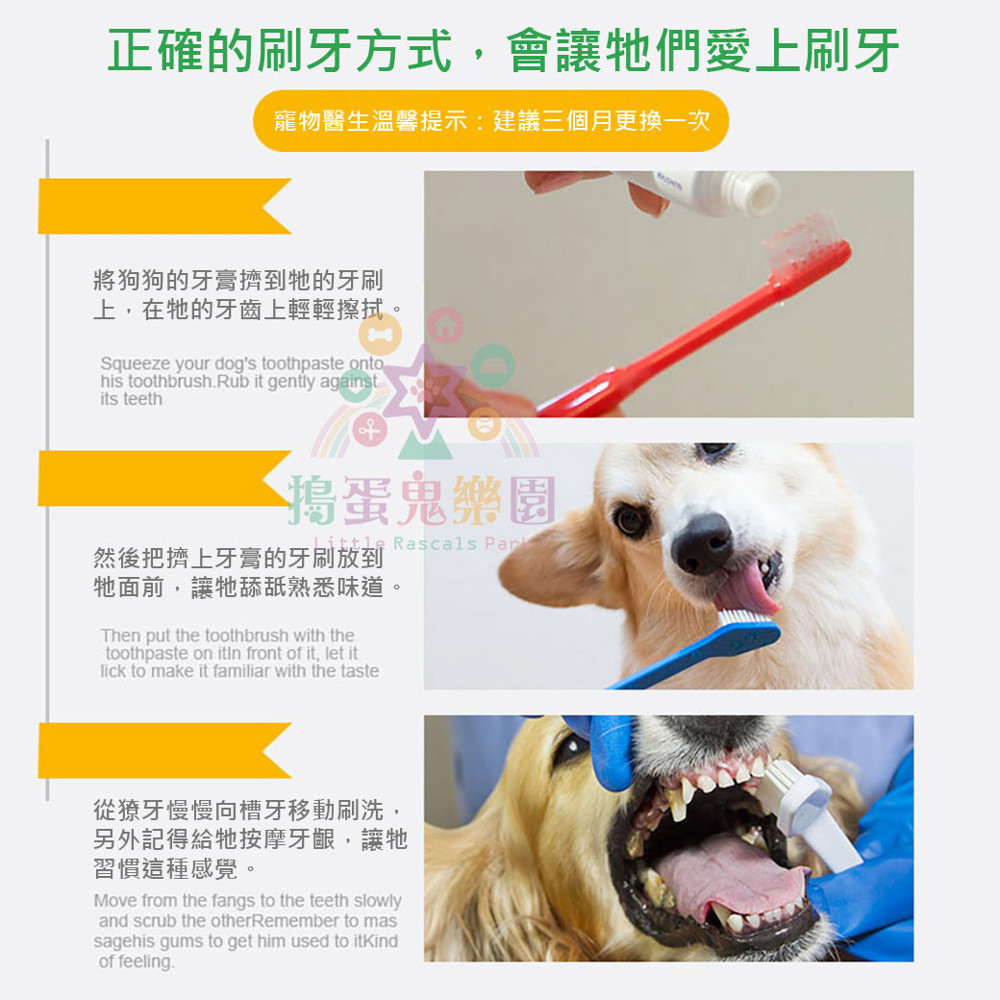 正確的刷牙方式，會讓牠們愛上刷牙
寵物醫生溫馨提示：建議三個月更換一次
將狗狗的牙膏擠到牠的牙刷
上，在牠的牙齒上輕輕擦拭。
Squeeze your dog's toothpaste onto
his toothbrush.Rub it gently against
its teeth
搗蛋鬼樂園
Little Rascals Park
然後把擠上牙膏的牙刷放到
牠面前，讓牠舔舐熟悉味道。
Then put the toothbrush with the
toothpaste on itIn front of it, let it
lick to make it familiar with the taste
從獠牙慢慢向槽牙移動刷洗，
另外記得給牠按摩牙齦，讓牠
習慣這種感覺。
Move from the fangs to the teeth slowly
and scrub the otherRemember to mas
sagehis gums to get him used to itKind
of feeling.